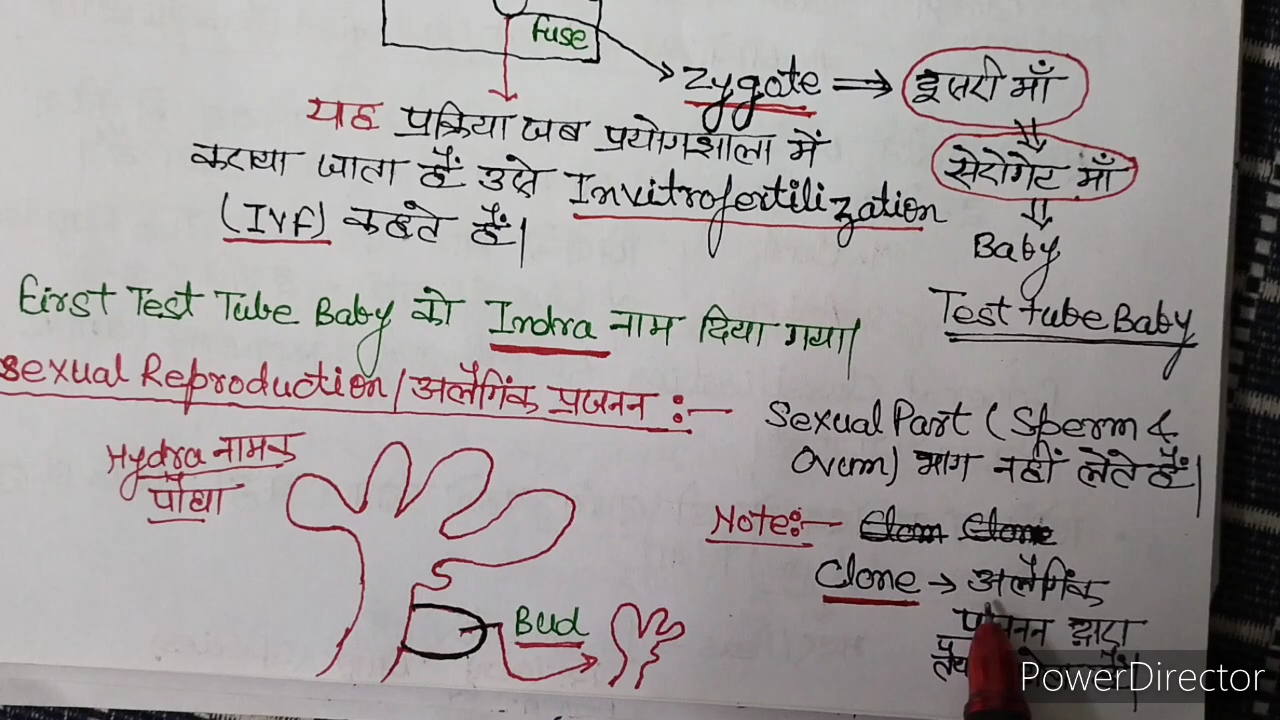 fuse
Zygote ⇒ दूसरी माँ
यह प्रक्रिया जब प्रयोगशाला में
कराया जाता हैं उसे Invitrofertilization
(IVF) कहते हैं।
सेरोगेट माँ
Baby
Test tube Baby
First Test Tube Baby को Indra नाम दिया गया।
sexual Reproduction/अलैगिंक प्रजनन :—
Sexual Part (Sperm &
Ovum) भाग नहीं लेते हैं।
Hydra नामक
पौधा
Bud
Note:—
Clone → अलैगिंक
प्रजनन द्वारा
PowerDirector